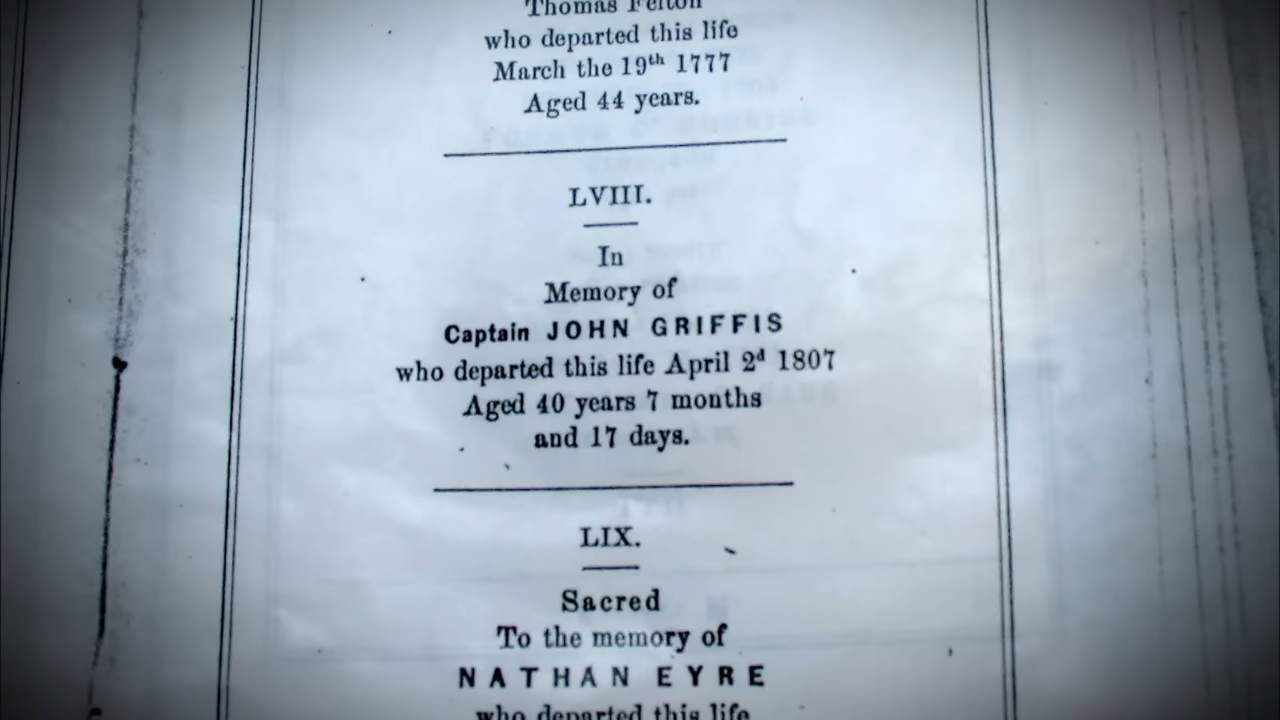 Thomas Felton
who departed this life
March the 19th 1777
Aged 44 years.
LVIII.
In
Memory of
Captain JOHN GRIFFIS
who departed this life April 2d 1807
Aged 40 years 7 months
and 17 days.
LIX.
Sacred
To the memory of
NATHAN EYRE
who departed this life